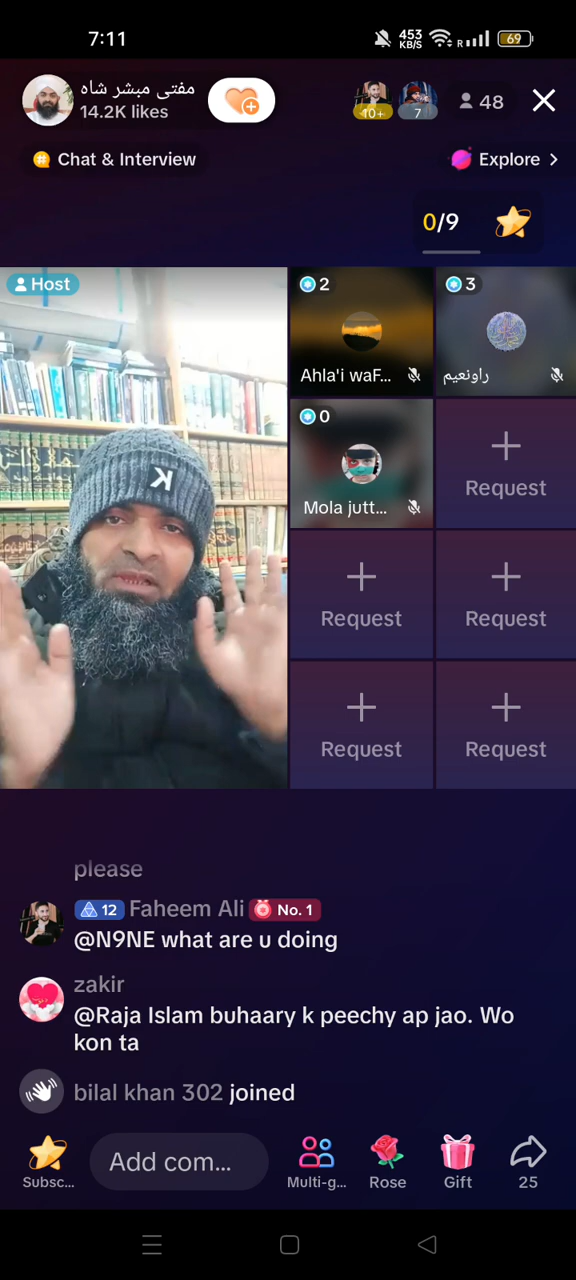 7:11
453
KB/S
R
69
مفتی مبشر شاه
14.2K likes
10+
7
48
Chat & Interview
Explore
0/9
Host
2
3
Ahla'i waF...
راونعیم
0
Request
Mola jutt...
K
Request
Request
Request
Request
please
12 Faheem Ali No. 1
@N9NE what are u doing
zakir
@Raja Islam buhaary k peechy ap jao. Wo
kon ta
bilal khan 302 joined
Add com...
Subsc...
Multi-g...
Rose
Gift
25